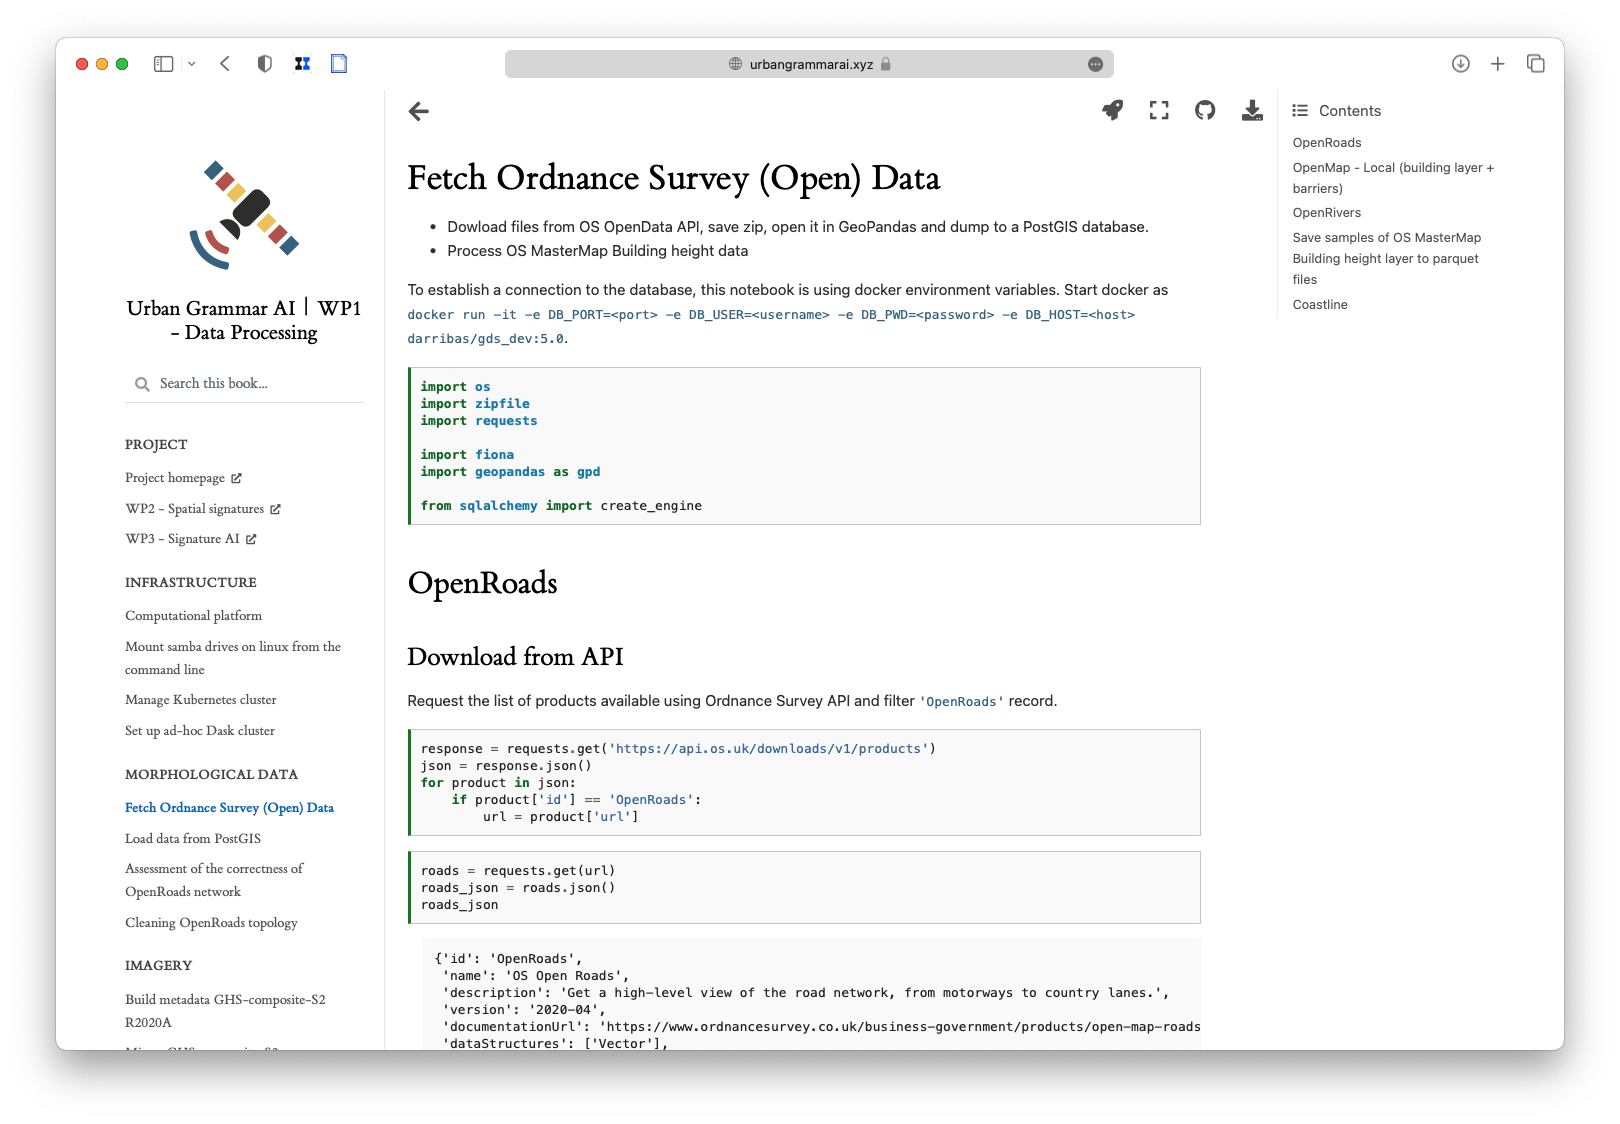 urbangrammarai.xyz
Urban Grammar AI | WP1
- Data Processing
Search this book...
PROJECT
Project homepage
WP2 - Spatial signatures
WP3 - Signature AI
INFRASTRUCTURE
Computational platform
Mount samba drives on linux from the
command line
Manage Kubernetes cluster
Set up ad-hoc Dask cluster
MORPHOLOGICAL DATA
Fetch Ordnance Survey (Open) Data
Load data from PostGIS
Assessment of the correctness of
OpenRoads network
Cleaning OpenRoads topology
IMAGERY
Build metadata GHS-composite-S2
R2020A
Fetch Ordnance Survey (Open) Data
• Dowload files from OS OpenData API, save zip, open it in GeoPandas and dump to a PostGIS database.
• Process OS MasterMap Building height data
To establish a connection to the database, this notebook is using docker environment variables. Start docker as
docker run -it -e DB_PORT=<port> -e DB_USER=<username> -e DB_PWD=<password> -e DB_HOST=<host>
darribas/gds_dev:5.0.
import os
import zipfile
import requests
import fiona
import geopandas as gpd
from sqlalchemy import create_engine
OpenRoads
Download from API
Request the list of products available using Ordnance Survey API and filter 'OpenRoads' record.
response = requests.get('https://api.os.uk/downloads/v1/products')
json = response.json()
for product in json:
    if product['id'] == 'OpenRoads':
        url = product['url']
roads = requests.get(url)
roads_json = roads.json()
roads_json
{'id': 'OpenRoads',
 'name': 'OS Open Roads',
 'description': 'Get a high-level view of the road network, from motorways to country lanes.',
 'version': '2020-04',
 'documentationUrl': 'https://www.ordnancesurvey.co.uk/business-government/products/open-map-roads
 'dataStructures': ['Vector'],
Contents
OpenRoads
OpenMap - Local (building layer +
barriers)
OpenRivers
Save samples of OS MasterMap
Building height layer to parquet
files
Coastline